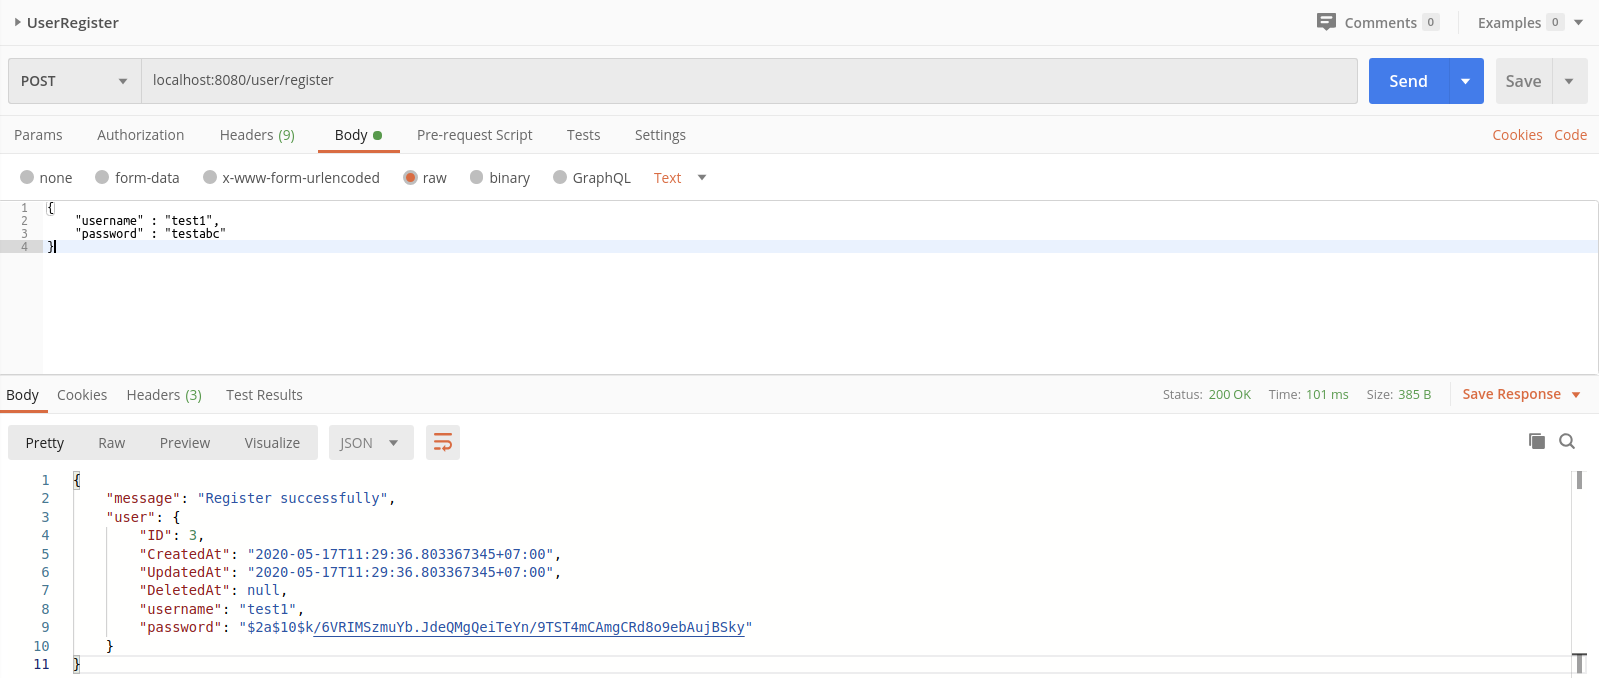 UserRegister
Comments 0 Examples 0
POST localhost:8080/user/register Send Save
Params Authorization Headers (9) Body Pre-request Script Tests Settings Cookies Code
none form-data x-www-form-urlencoded raw binary GraphQL Text
1 {
2 "username" : "test1",
3 "password" : "testabc"
4 }
Body Cookies Headers (3) Test Results Status: 200 OK Time: 101 ms Size: 385 B Save Response
Pretty Raw Preview Visualize JSON
1 {
2 "message": "Register successfully",
3 "user": {
4 "ID": 3,
5 "CreatedAt": "2020-05-17T11:29:36.803367345+07:00",
6 "UpdatedAt": "2020-05-17T11:29:36.803367345+07:00",
7 "DeletedAt": null,
8 "username": "test1",
9 "password": "$2a$10$k/6VRIMSzmuYb.JdeQMgQeiTeYn/9TST4mCAmgCRd8o9ebAujBSky"
10 }
11 }